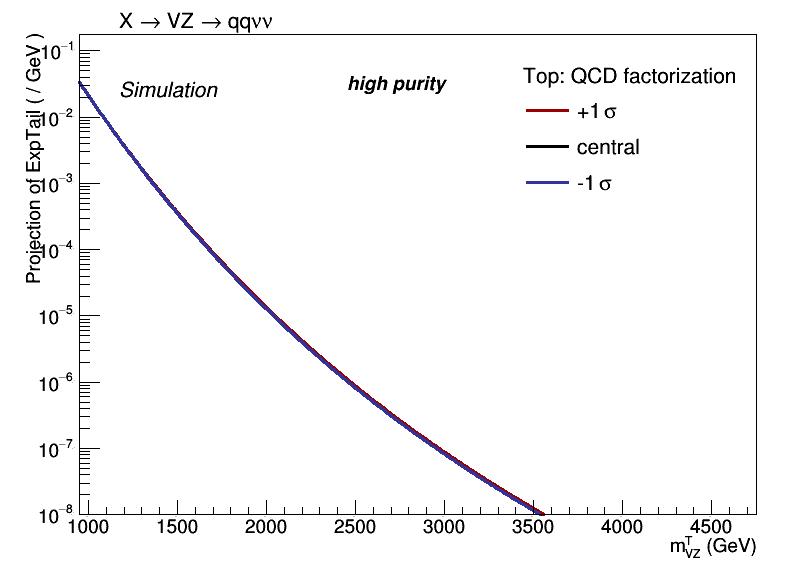 X → VZ → qqνν
Projection of ExpTail ( / GeV )
Simulation
high purity
Top: QCD factorization
+1 σ
central
-1 σ
10⁻¹
10⁻²
10⁻³
10⁻⁴
10⁻⁵
10⁻⁶
10⁻⁷
10⁻⁸
1000 1500 2000 2500 3000 3500 4000 4500
m^T_VZ (GeV)